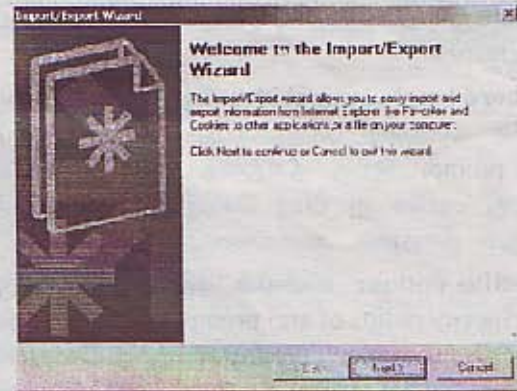 Import/Export Wizard
Welcome to the Import/Export
Wizard
The Import/Export wizard allows you to easily import and
export information from Internet Explorer like Favorites and
Cookies to other applications, or a file on your computer.
Click Next to continue or Cancel to exit this wizard.
Next >
Cancel